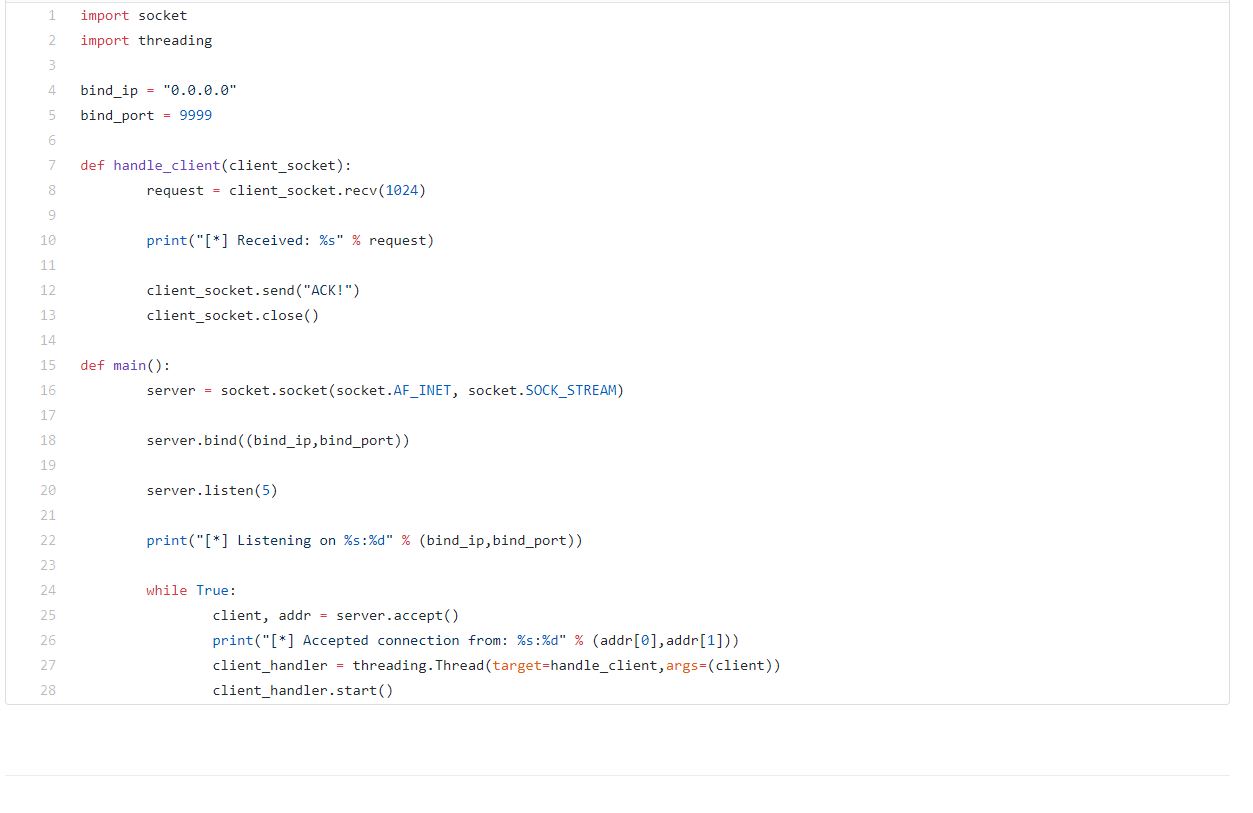 1 import socket
2 import threading
3
4 bind_ip = "0.0.0.0"
5 bind_port = 9999
6
7 def handle_client(client_socket):
8         request = client_socket.recv(1024)
9
10         print("[*] Received: %s" % request)
11
12         client_socket.send("ACK!")
13         client_socket.close()
14
15 def main():
16         server = socket.socket(socket.AF_INET, socket.SOCK_STREAM)
17
18         server.bind((bind_ip,bind_port))
19
20         server.listen(5)
21
22         print("[*] Listening on %s:%d" % (bind_ip,bind_port))
23
24         while True:
25                 client, addr = server.accept()
26                 print("[*] Accepted connection from: %s:%d" % (addr[0],addr[1]))
27                 client_handler = threading.Thread(target=handle_client,args=(client))
28                 client_handler.start()